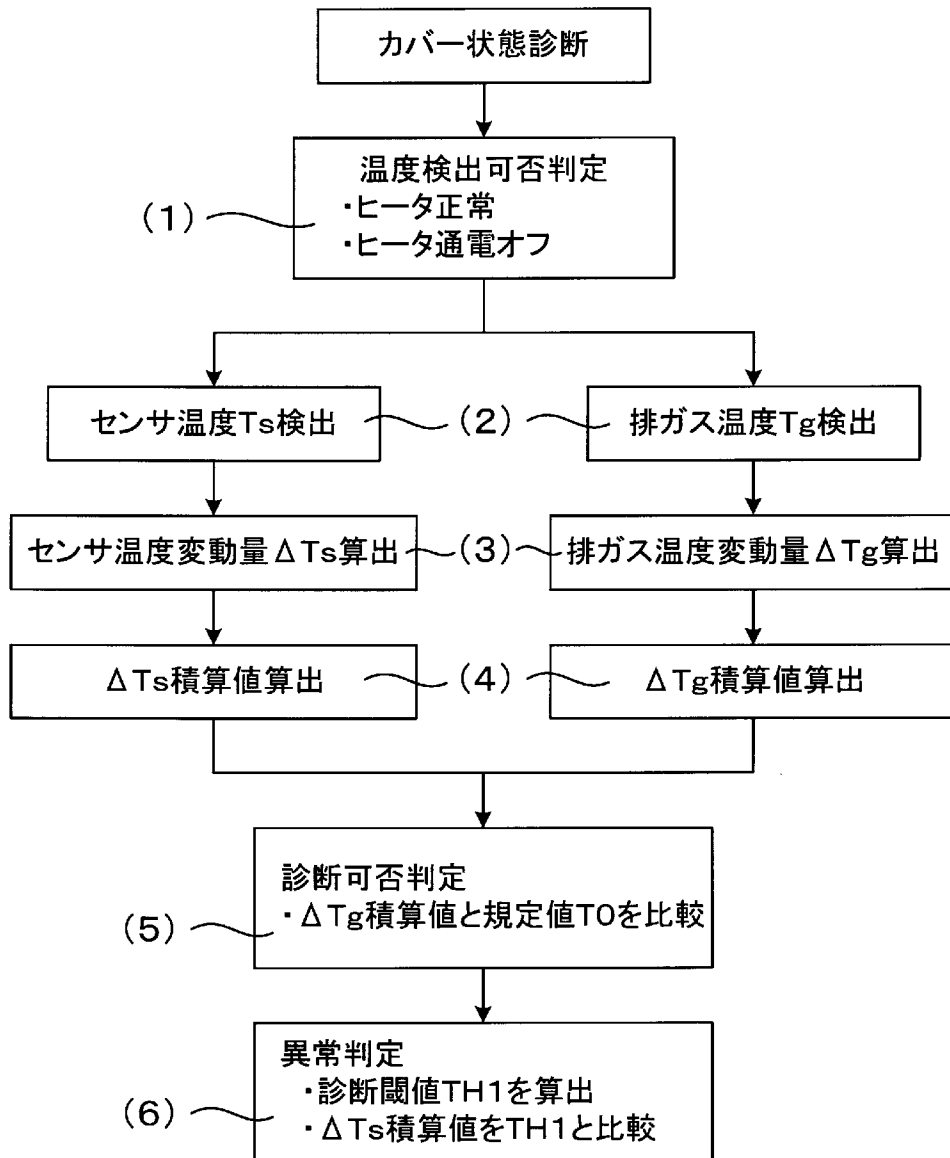 カバー状態診断
温度検出可否判定
・ヒータ正常
・ヒータ通電オフ
(1)
センサ温度Ts検出
(2)
排ガス温度Tg検出
センサ温度変動量ΔTs算出
(3)
排ガス温度変動量ΔTg算出
ΔTs積算値算出
(4)
ΔTg積算値算出
診断可否判定
・ΔTg積算値と規定値T0を比較
(5)
異常判定
・診断閾値TH1を算出
・ΔTs積算値をTH1と比較
(6)